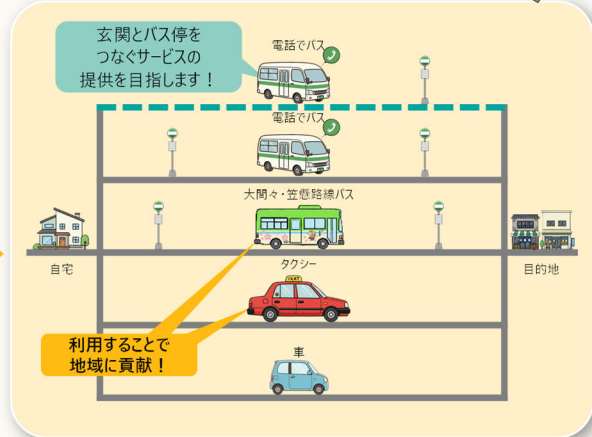 玄関とバス停を
つなぐサービスの
提供を目指します！
電話でバス
電話でバス
大間々・笠懸路線バス
自宅
タクシー
目的地
利用することで
地域に貢献！
車